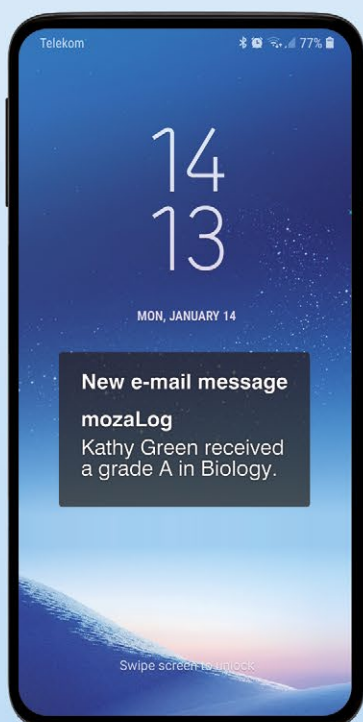 Telekom 77%
14
13
MON, JANUARY 14
New e-mail message
mozaLog
Kathy Green received
a grade A in Biology.
Swipe screen to unlock